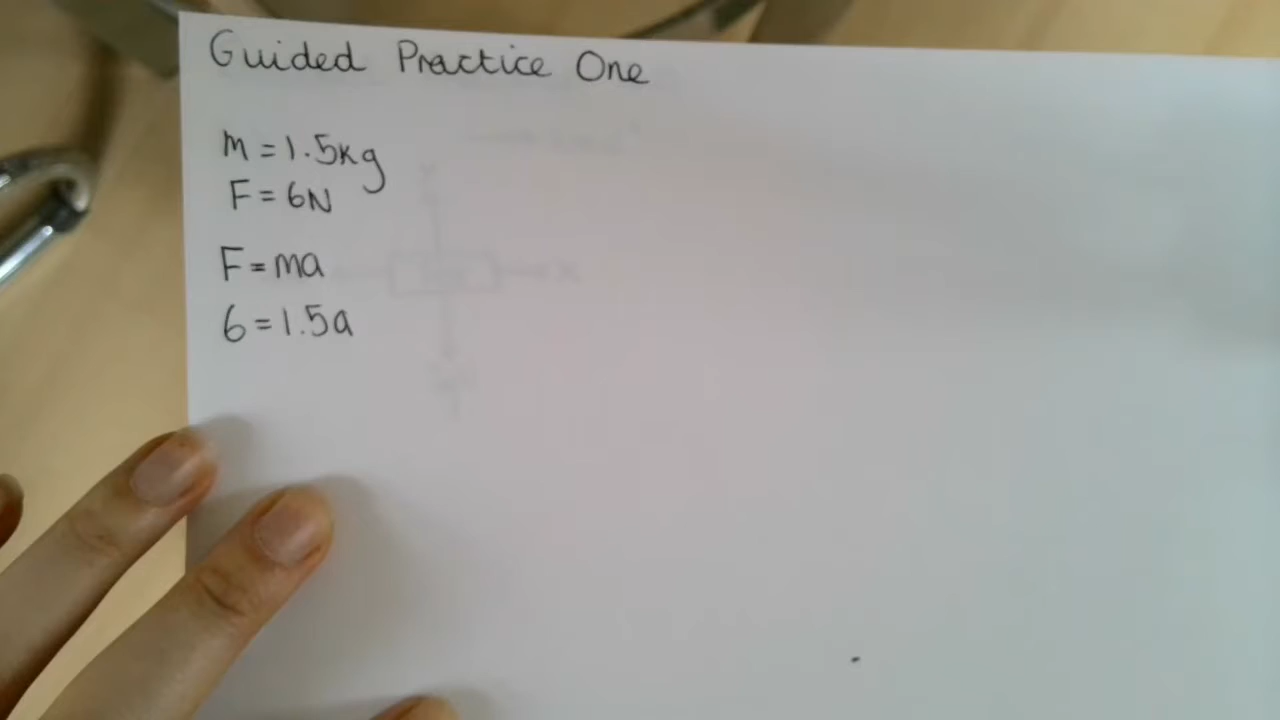 Guided Practice One
m = 1.5kg
F = 6N
F = ma
6 = 1.5a